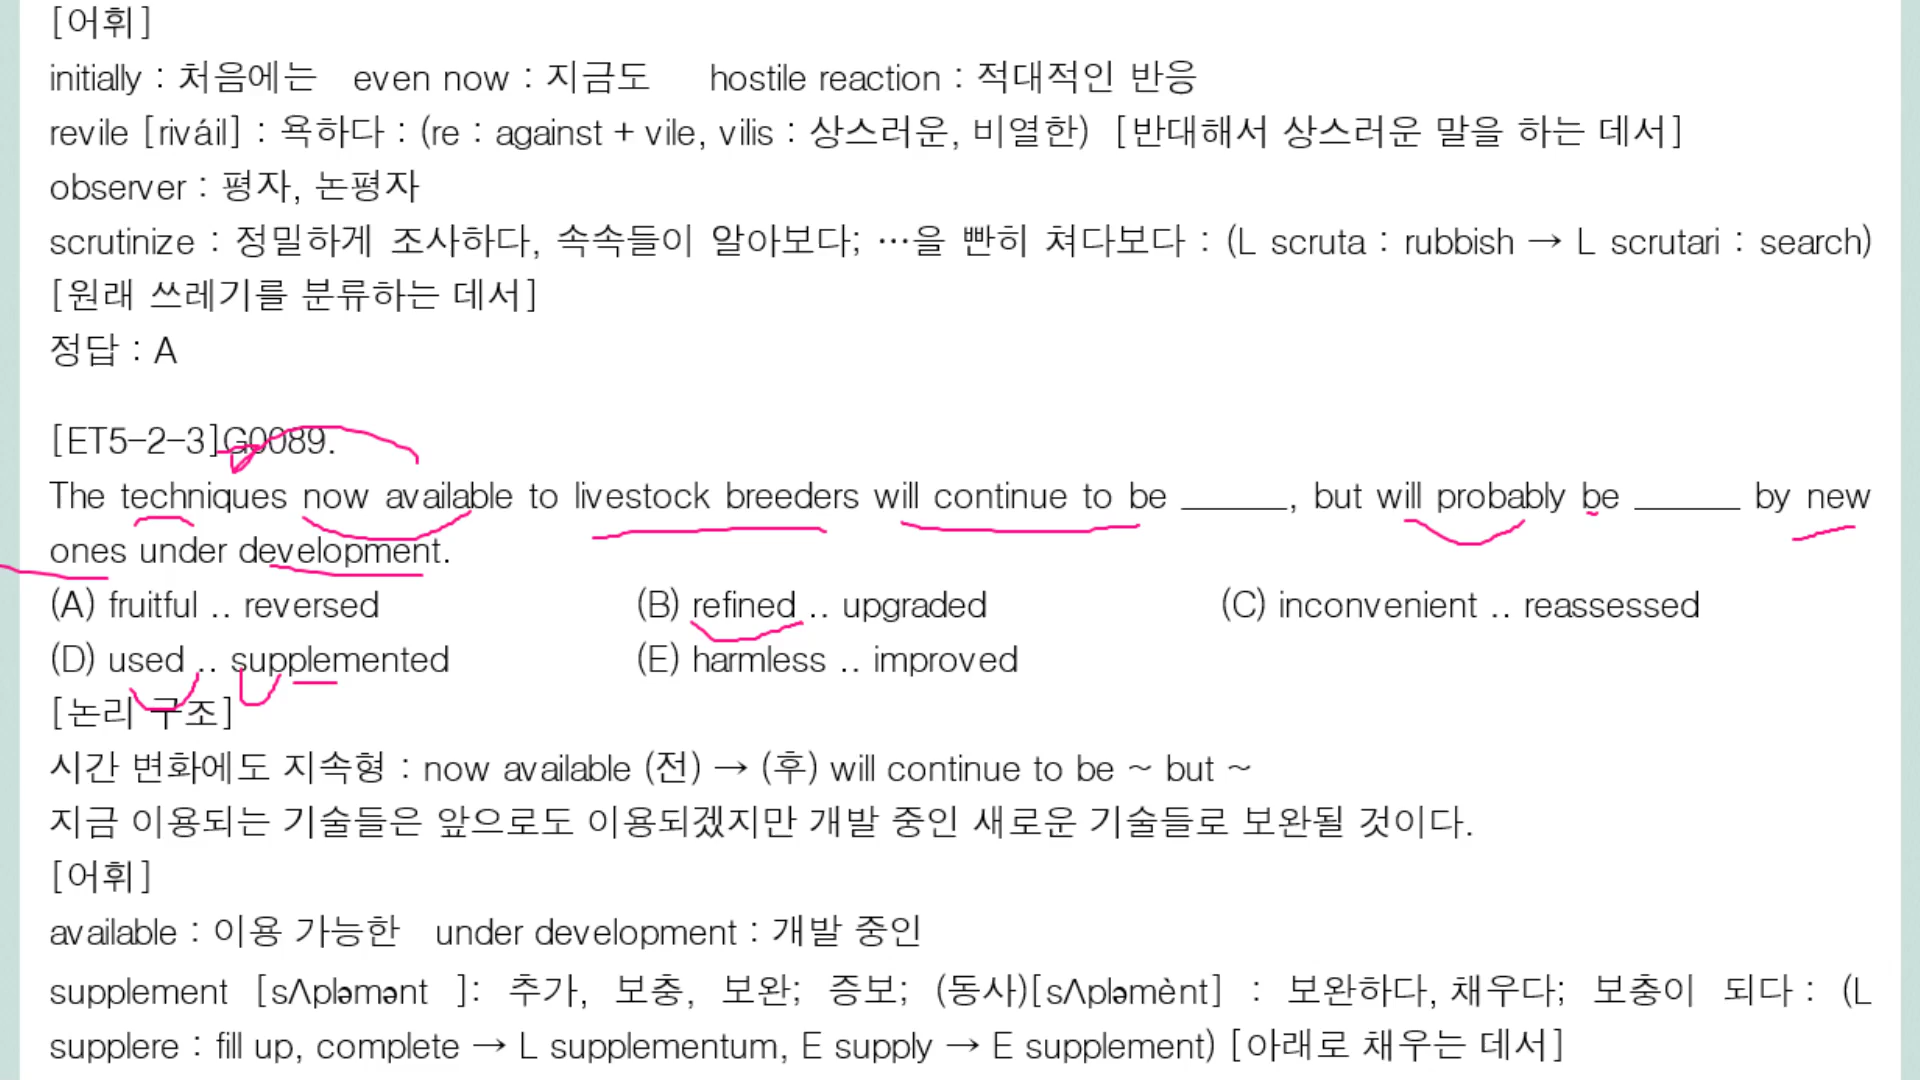 [어휘]
initially : 처음에는 even now : 지금도 hostile reaction : 적대적인 반응
revile [riváil] : 욕하다 : (re : against + vile, vilis : 상스러운, 비열한) [반대해서 상스러운 말을 하는 데서]
observer : 평자, 논평자
scrutinize : 정밀하게 조사하다, 속속들이 알아보다; …을 빤히 쳐다보다 : (L scruta : rubbish → L scrutari : search)
[원래 쓰레기를 분류하는 데서]
정답 : A
[ET5-2-3]G0089.
The techniques now available to livestock breeders will continue to be ______, but will probably be ______ by new
ones under development.
(A) fruitful .. reversed (B) refined .. upgraded (C) inconvenient .. reassessed
(D) used .. supplemented (E) harmless .. improved
[논리 구조]
시간 변화에도 지속형 : now available (전) → (후) will continue to be ~ but ~
지금 이용되는 기술들은 앞으로도 이용되겠지만 개발 중인 새로운 기술들로 보완될 것이다.
[어휘]
available : 이용 가능한 under development : 개발 중인
supplement [sʌ́pləmənt ]: 추가, 보충, 보완; 증보; (동사)[sʌ́pləmènt] : 보완하다, 채우다; 보충이 되다 : (L
supplere : fill up, complete → L supplementum, E supply → E supplement) [아래로 채우는 데서]